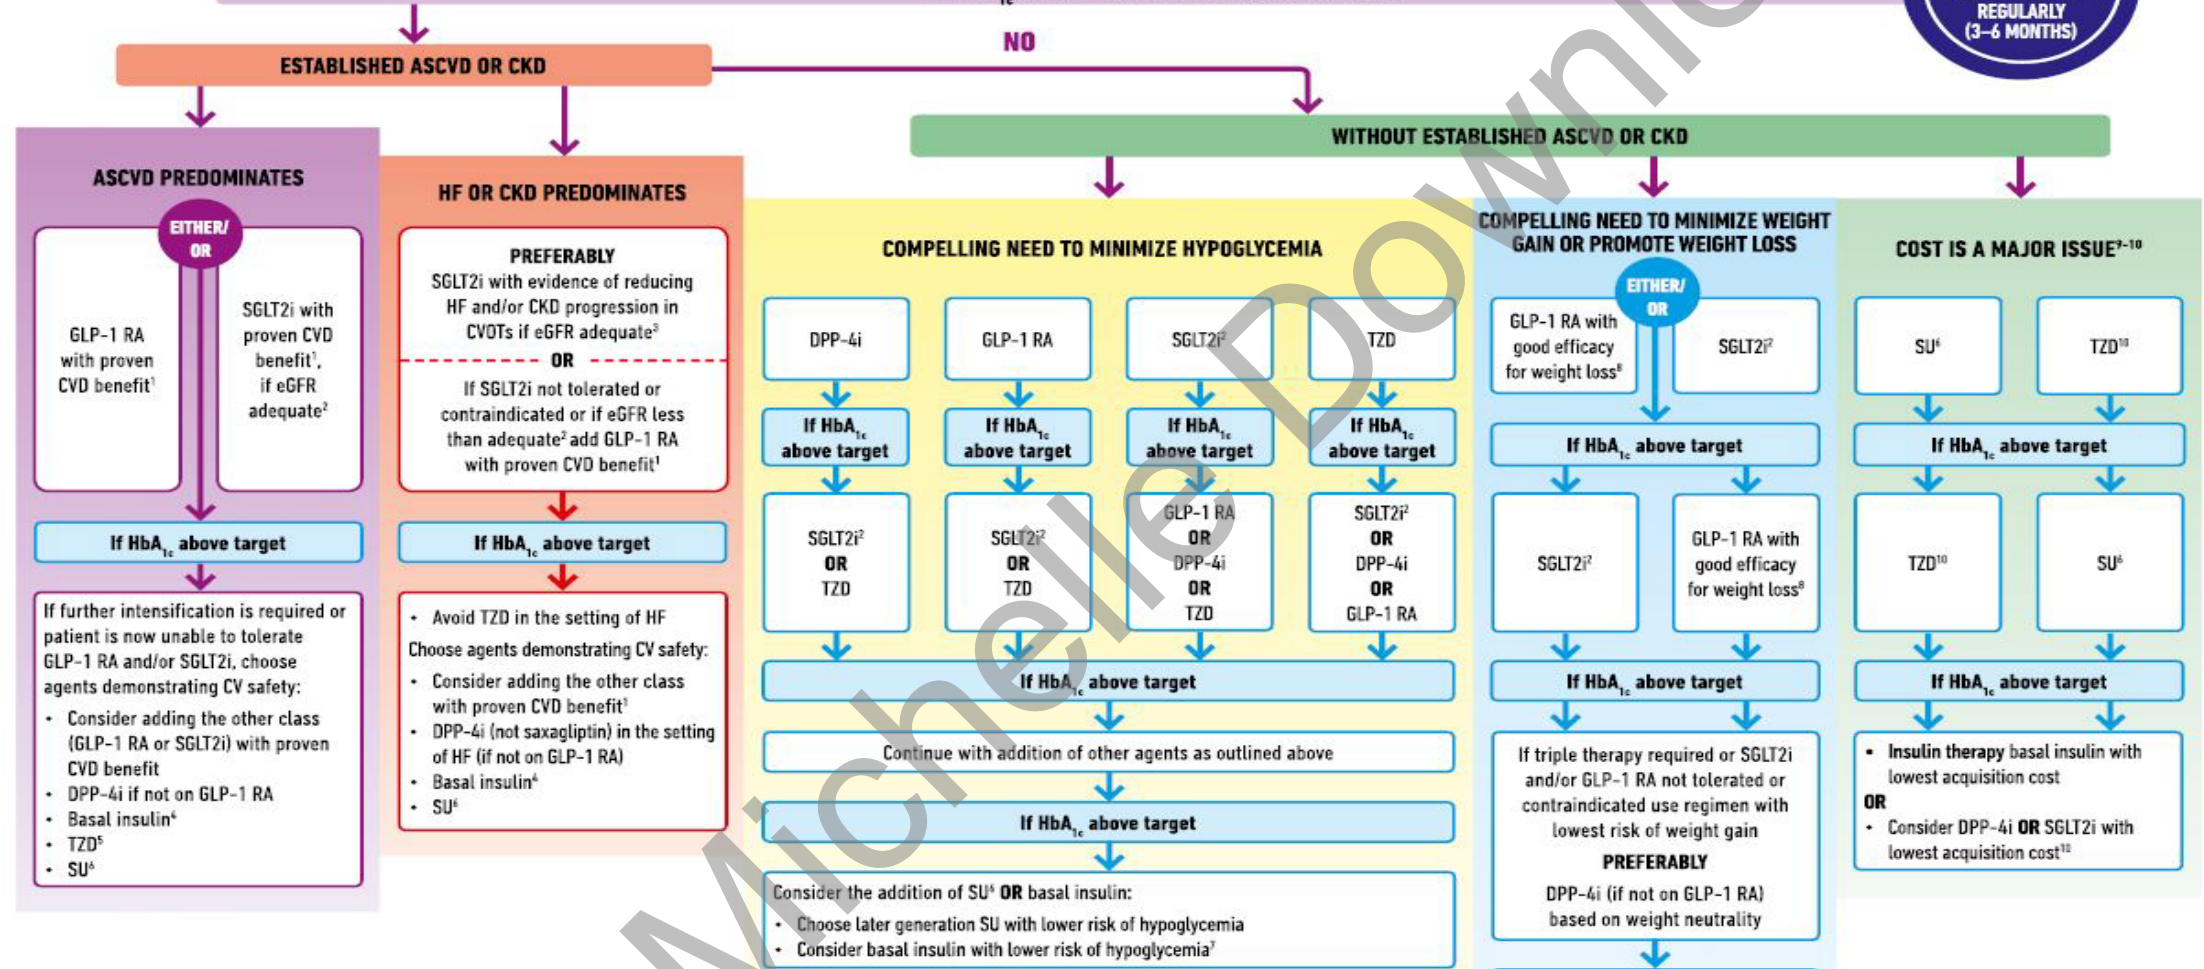 1c
REGULARLY
(3–6 MONTHS)
NO
ESTABLISHED ASCVD OR CKD
WITHOUT ESTABLISHED ASCVD OR CKD
ASCVD PREDOMINATES
EITHER/
OR
GLP-1 RA
with proven
CVD benefit¹
SGLT2i with
proven CVD
benefit¹,
if eGFR
adequate²
If HbA1c above target
If further intensification is required or
patient is now unable to tolerate
GLP-1 RA and/or SGLT2i, choose
agents demonstrating CV safety:
• Consider adding the other class
(GLP-1 RA or SGLT2i) with proven
CVD benefit
• DPP-4i if not on GLP-1 RA
• Basal insulin⁴
• TZD⁵
• SU⁶
HF OR CKD PREDOMINATES
PREFERABLY
SGLT2i with evidence of reducing
HF and/or CKD progression in
CVOTs if eGFR adequate³
OR
If SGLT2i not tolerated or
contraindicated or if eGFR less
than adequate² add GLP-1 RA
with proven CVD benefit¹
If HbA1c above target
• Avoid TZD in the setting of HF
Choose agents demonstrating CV safety:
• Consider adding the other class
with proven CVD benefit¹
• DPP-4i (not saxagliptin) in the setting
of HF (if not on GLP-1 RA)
• Basal insulin⁴
• SU⁶
COMPELLING NEED TO MINIMIZE HYPOGLYCEMIA
DPP-4i
GLP-1 RA
SGLT2i²
TZD
If HbA1c
above target
If HbA1c
above target
If HbA1c
above target
If HbA1c
above target
SGLT2i²
OR
TZD
SGLT2i²
OR
TZD
GLP-1 RA
OR
DPP-4i
OR
TZD
SGLT2i²
OR
DPP-4i
OR
GLP-1 RA
If HbA1c above target
Continue with addition of other agents as outlined above
If HbA1c above target
Consider the addition of SU⁶ OR basal insulin:
• Choose later generation SU with lower risk of hypoglycemia
• Consider basal insulin with lower risk of hypoglycemia⁷
COMPELLING NEED TO MINIMIZE WEIGHT
GAIN OR PROMOTE WEIGHT LOSS
EITHER/
OR
GLP-1 RA with
good efficacy
for weight loss⁸
SGLT2i²
If HbA1c above target
SGLT2i²
GLP-1 RA with
good efficacy
for weight loss⁸
If HbA1c above target
If triple therapy required or SGLT2i
and/or GLP-1 RA not tolerated or
contraindicated use regimen with
lowest risk of weight gain
PREFERABLY
DPP-4i (if not on GLP-1 RA)
based on weight neutrality
COST IS A MAJOR ISSUE⁹⁻¹⁰
SU⁶
TZD¹⁰
If HbA1c above target
TZD¹⁰
SU⁶
If HbA1c above target
• Insulin therapy basal insulin with
lowest acquisition cost
OR
• Consider DPP-4i OR SGLT2i with
lowest acquisition cost¹⁰
Michelle Downlo